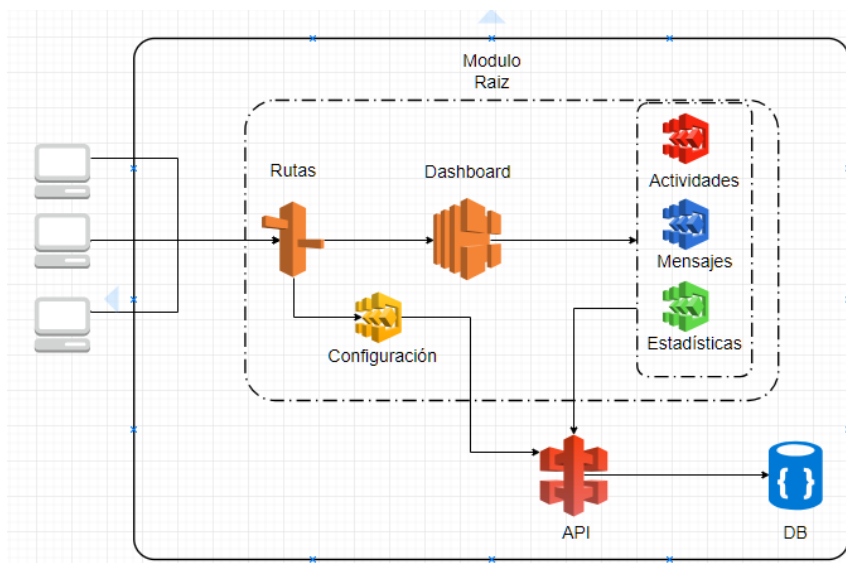 Modulo
Raiz
Rutas
Dashboard
Actividades
Mensajes
Configuración
Estadísticas
API
DB